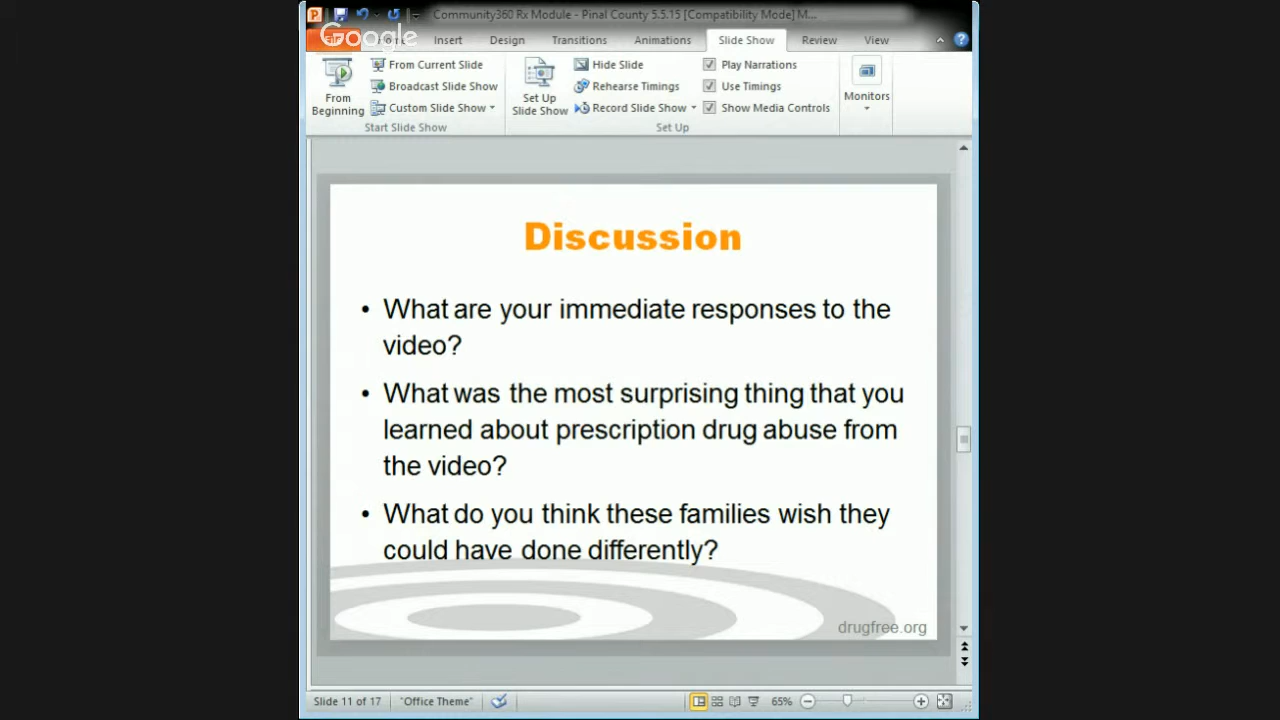 Community360 Rx Module - Pinal County 5.5.15 [Compatibility Mode] M...
Google
Insert Design Transitions Animations Slide Show Review View
From Beginning
From Current Slide
Broadcast Slide Show
Custom Slide Show
Start Slide Show
Set Up Slide Show
Hide Slide
Rehearse Timings
Record Slide Show
Play Narrations
Use Timings
Show Media Controls
Set Up
Monitors
Discussion
• What are your immediate responses to the
video?
• What was the most surprising thing that you
learned about prescription drug abuse from
the video?
• What do you think these families wish they
could have done differently?
drugfree.org
Slide 11 of 17 "Office Theme" 65%